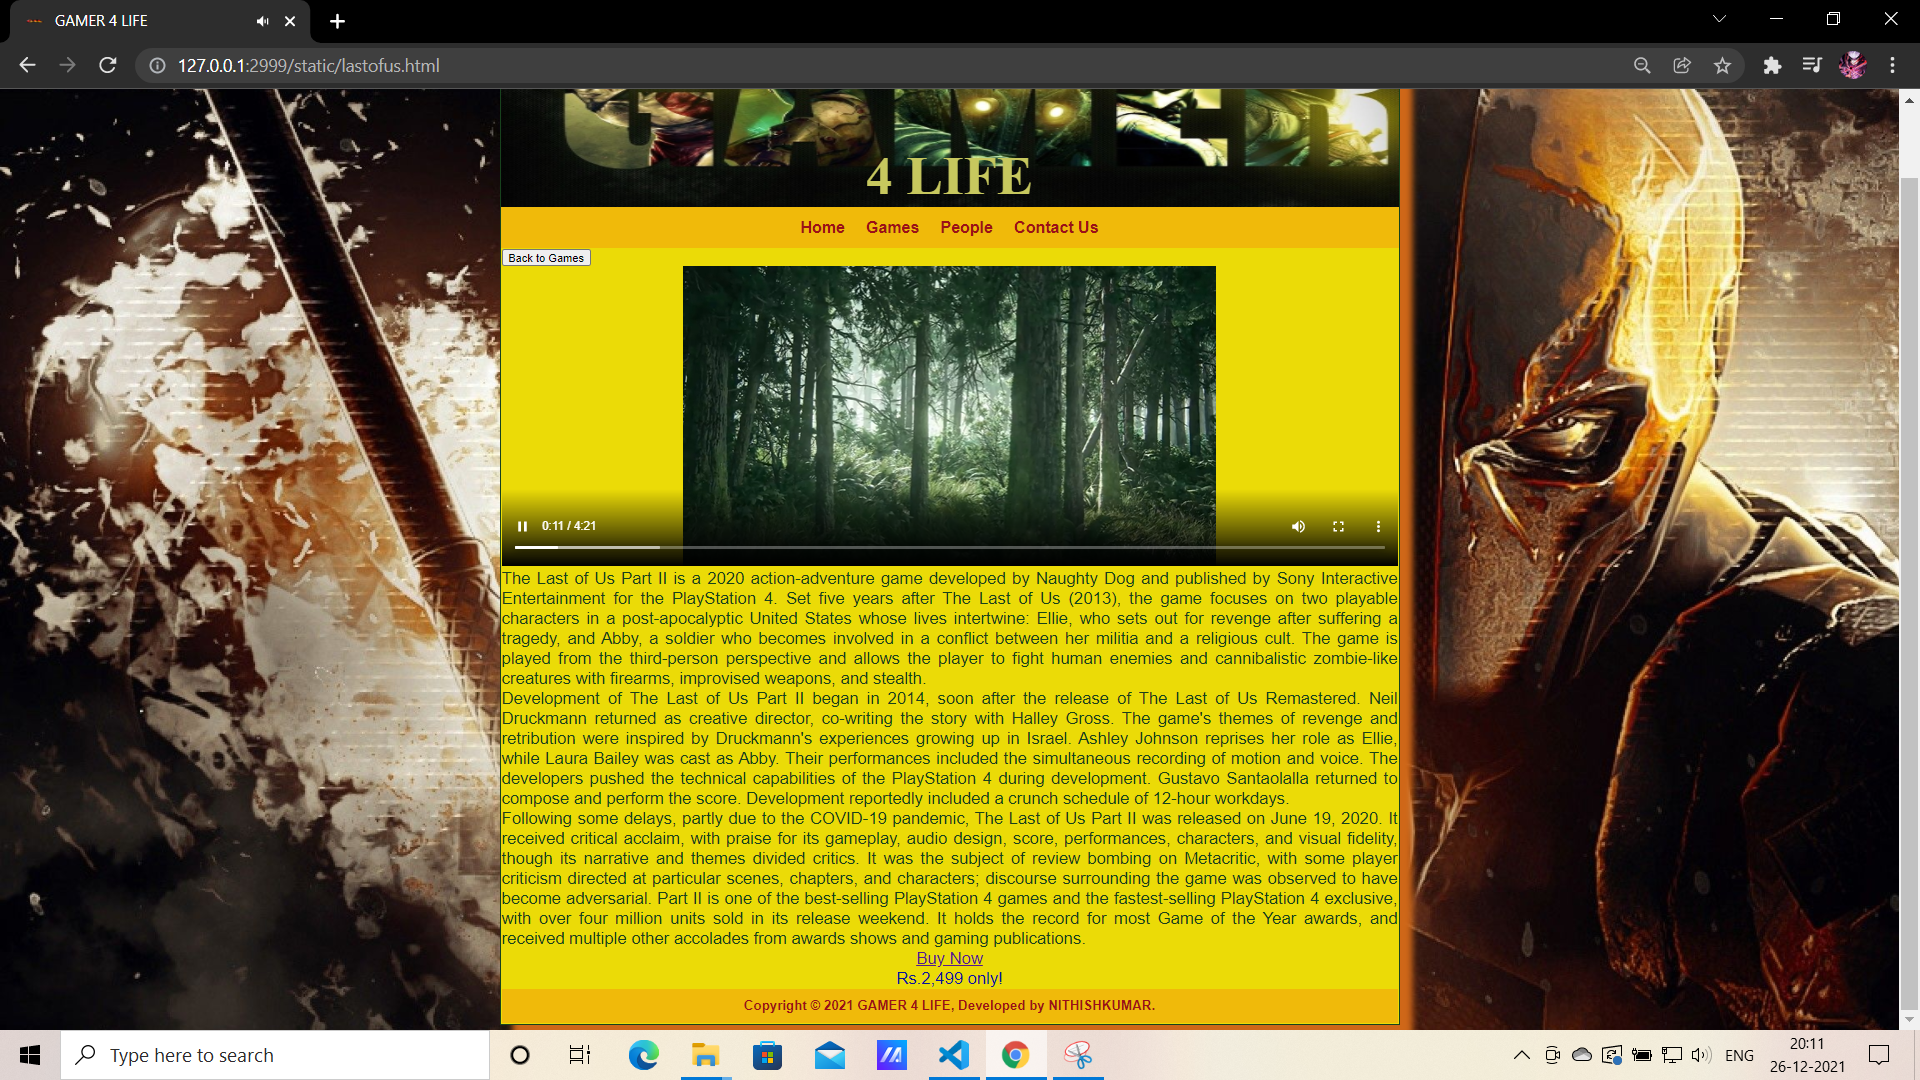 GAMER 4 LIFE
127.0.0.1:2999/static/lastofus.html
GAMER
4 LIFE
Home Games People Contact Us
Back to Games
0:11 / 4:21
The Last of Us Part II is a 2020 action-adventure game developed by Naughty Dog and published by Sony Interactive
Entertainment for the PlayStation 4. Set five years after The Last of Us (2013), the game focuses on two playable
characters in a post-apocalyptic United States whose lives intertwine: Ellie, who sets out for revenge after suffering a
tragedy, and Abby, a soldier who becomes involved in a conflict between her militia and a religious cult. The game is
played from the third-person perspective and allows the player to fight human enemies and cannibalistic zombie-like
creatures with firearms, improvised weapons, and stealth.
Development of The Last of Us Part II began in 2014, soon after the release of The Last of Us Remastered. Neil
Druckmann returned as creative director, co-writing the story with Halley Gross. The game's themes of revenge and
retribution were inspired by Druckmann's experiences growing up in Israel. Ashley Johnson reprises her role as Ellie,
while Laura Bailey was cast as Abby. Their performances included the simultaneous recording of motion and voice. The
developers pushed the technical capabilities of the PlayStation 4 during development. Gustavo Santaolalla returned to
compose and perform the score. Development reportedly included a crunch schedule of 12-hour workdays.
Following some delays, partly due to the COVID-19 pandemic, The Last of Us Part II was released on June 19, 2020. It
received critical acclaim, with praise for its gameplay, audio design, score, performances, characters, and visual fidelity,
though its narrative and themes divided critics. It was the subject of review bombing on Metacritic, with some player
criticism directed at particular scenes, chapters, and characters; discourse surrounding the game was observed to have
become adversarial. Part II is one of the best-selling PlayStation 4 games and the fastest-selling PlayStation 4 exclusive,
with over four million units sold in its release weekend. It holds the record for most Game of the Year awards, and
received multiple other accolades from awards shows and gaming publications.
Buy Now
Rs.2,499 only!
Copyright © 2021 GAMER 4 LIFE, Developed by NITHISHKUMAR.
Type here to search
ENG
20:11
26-12-2021